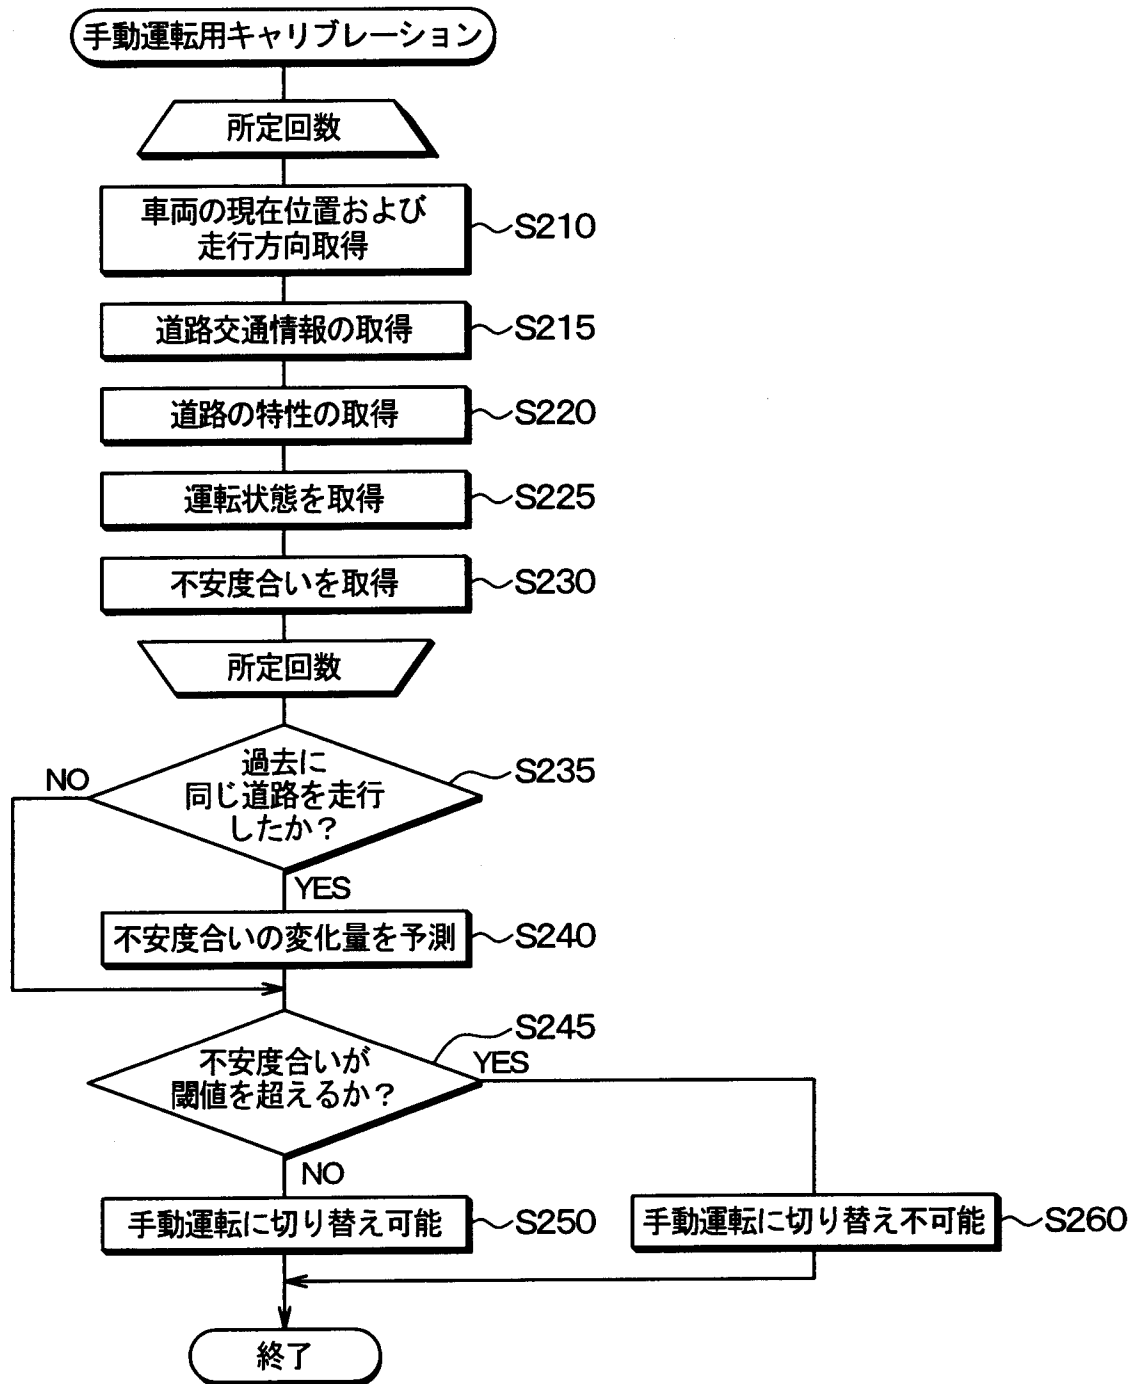 手動運転用キャリブレーション
所定回数
車両の現在位置および
走行方向取得
S210
道路交通情報の取得
S215
道路の特性の取得
S220
運転状態を取得
S225
不安度合いを取得
S230
所定回数
過去に
同じ道路を走行
したか？
S235
NO
YES
不安度合いの変化量を予測
S240
不安度合いが
閾値を超えるか？
S245
YES
NO
手動運転に切り替え可能
S250
手動運転に切り替え不可能
S260
終了